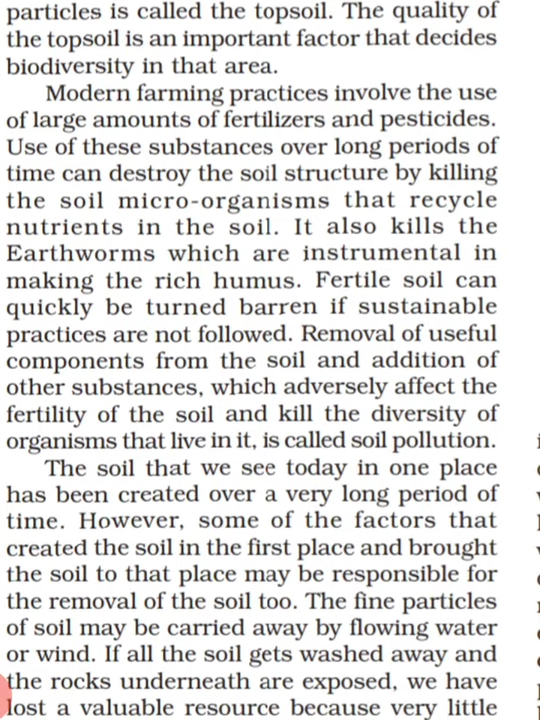 particles is called the topsoil. The quality of
the topsoil is an important factor that decides
biodiversity in that area.
Modern farming practices involve the use
of large amounts of fertilizers and pesticides.
Use of these substances over long periods of
time can destroy the soil structure by killing
the soil micro-organisms that recycle
nutrients in the soil. It also kills the
Earthworms which are instrumental in
making the rich humus. Fertile soil can
quickly be turned barren if sustainable
practices are not followed. Removal of useful
components from the soil and addition of
other substances, which adversely affect the
fertility of the soil and kill the diversity of
organisms that live in it, is called soil pollution.
The soil that we see today in one place
has been created over a very long period of
time. However, some of the factors that
created the soil in the first place and brought
the soil to that place may be responsible for
the removal of the soil too. The fine particles
of soil may be carried away by flowing water
or wind. If all the soil gets washed away and
the rocks underneath are exposed, we have
lost a valuable resource because very little